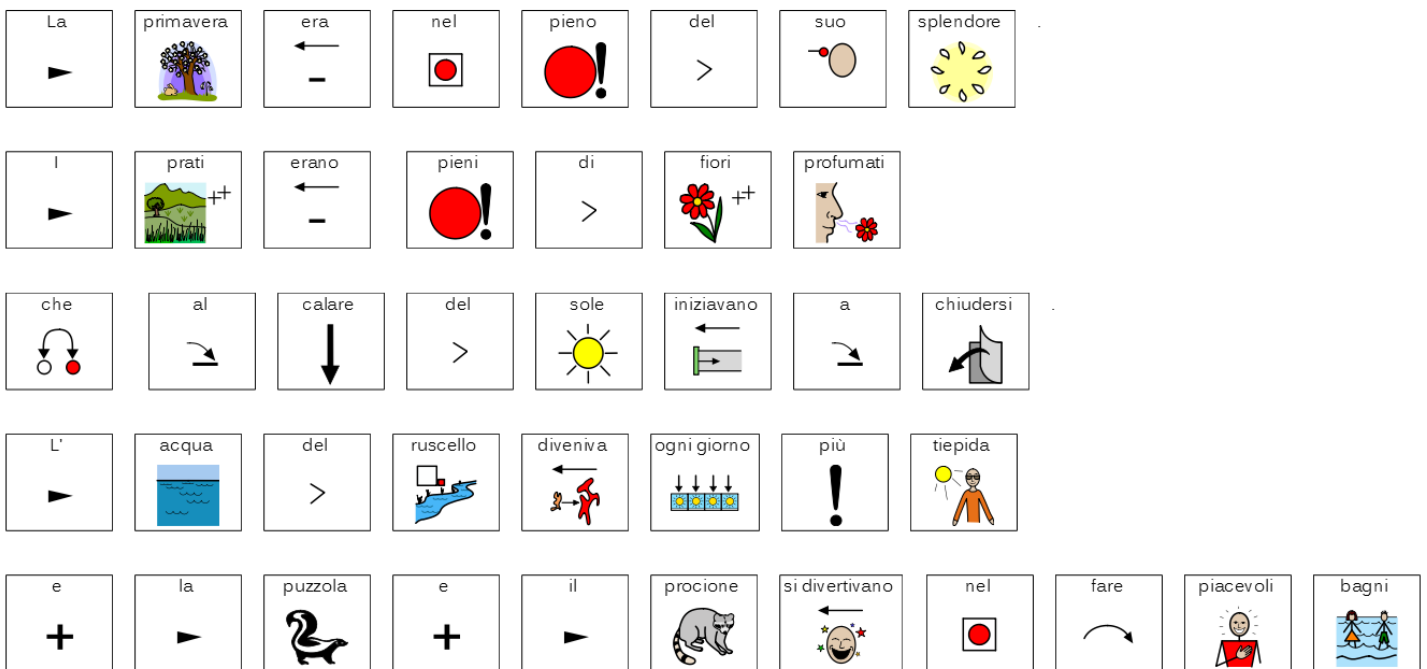 La primavera era nel pieno del suo splendore .
I prati erano pieni di fiori profumati
che al calare del sole iniziavano a chiudersi .
L' acqua del ruscello diveniva ogni giorno più tiepida
e la puzzola e il procione si divertivano nel fare piacevoli bagni